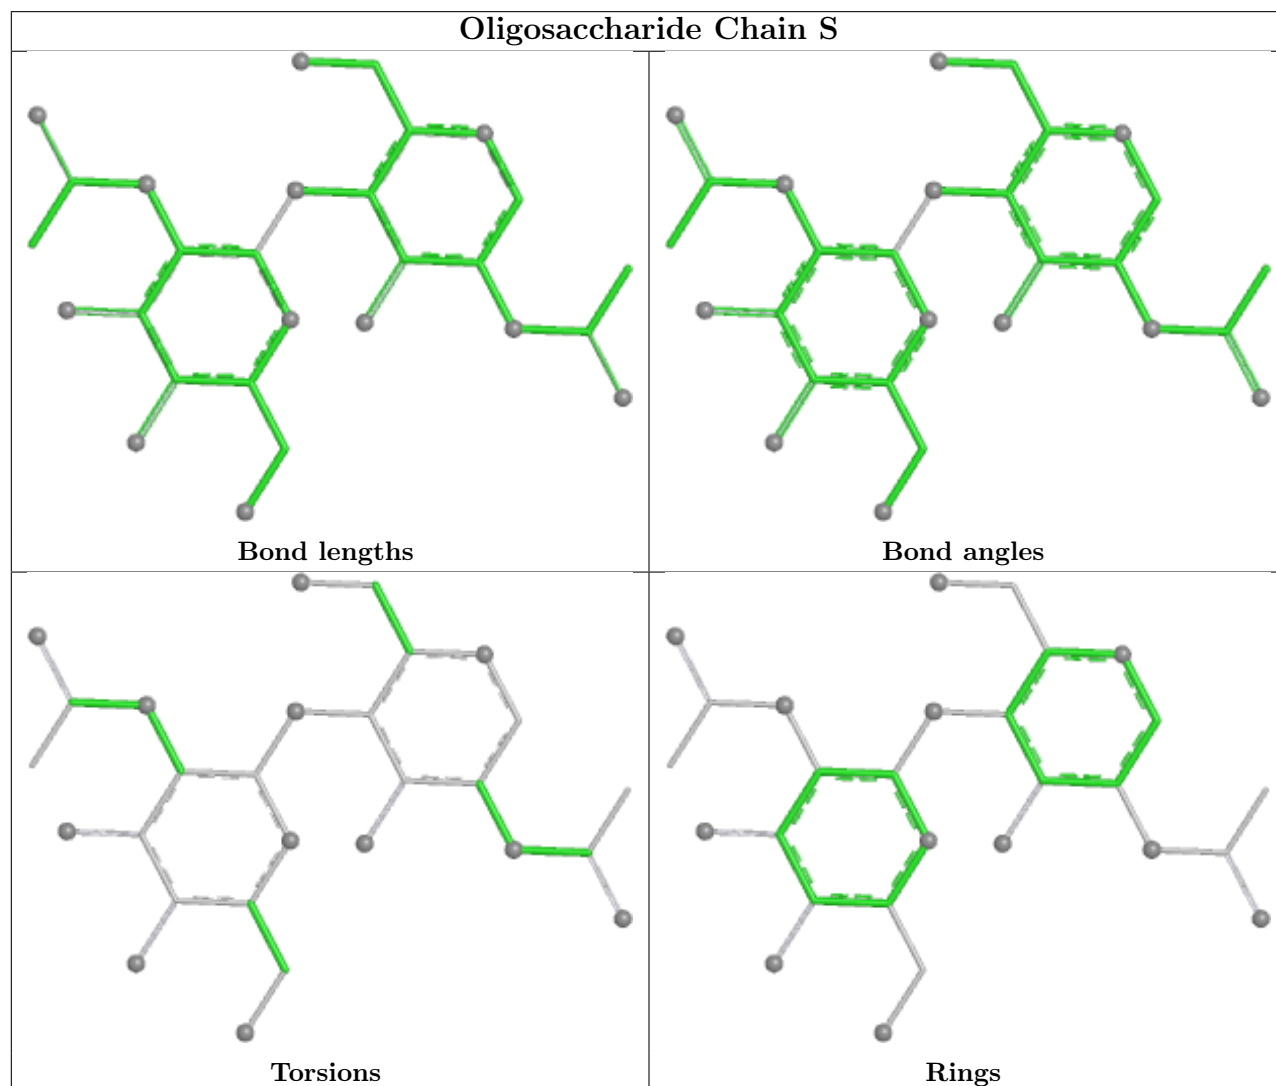 Oligosaccharide Chain S
Bond lengths
Bond angles
Torsions
Rings